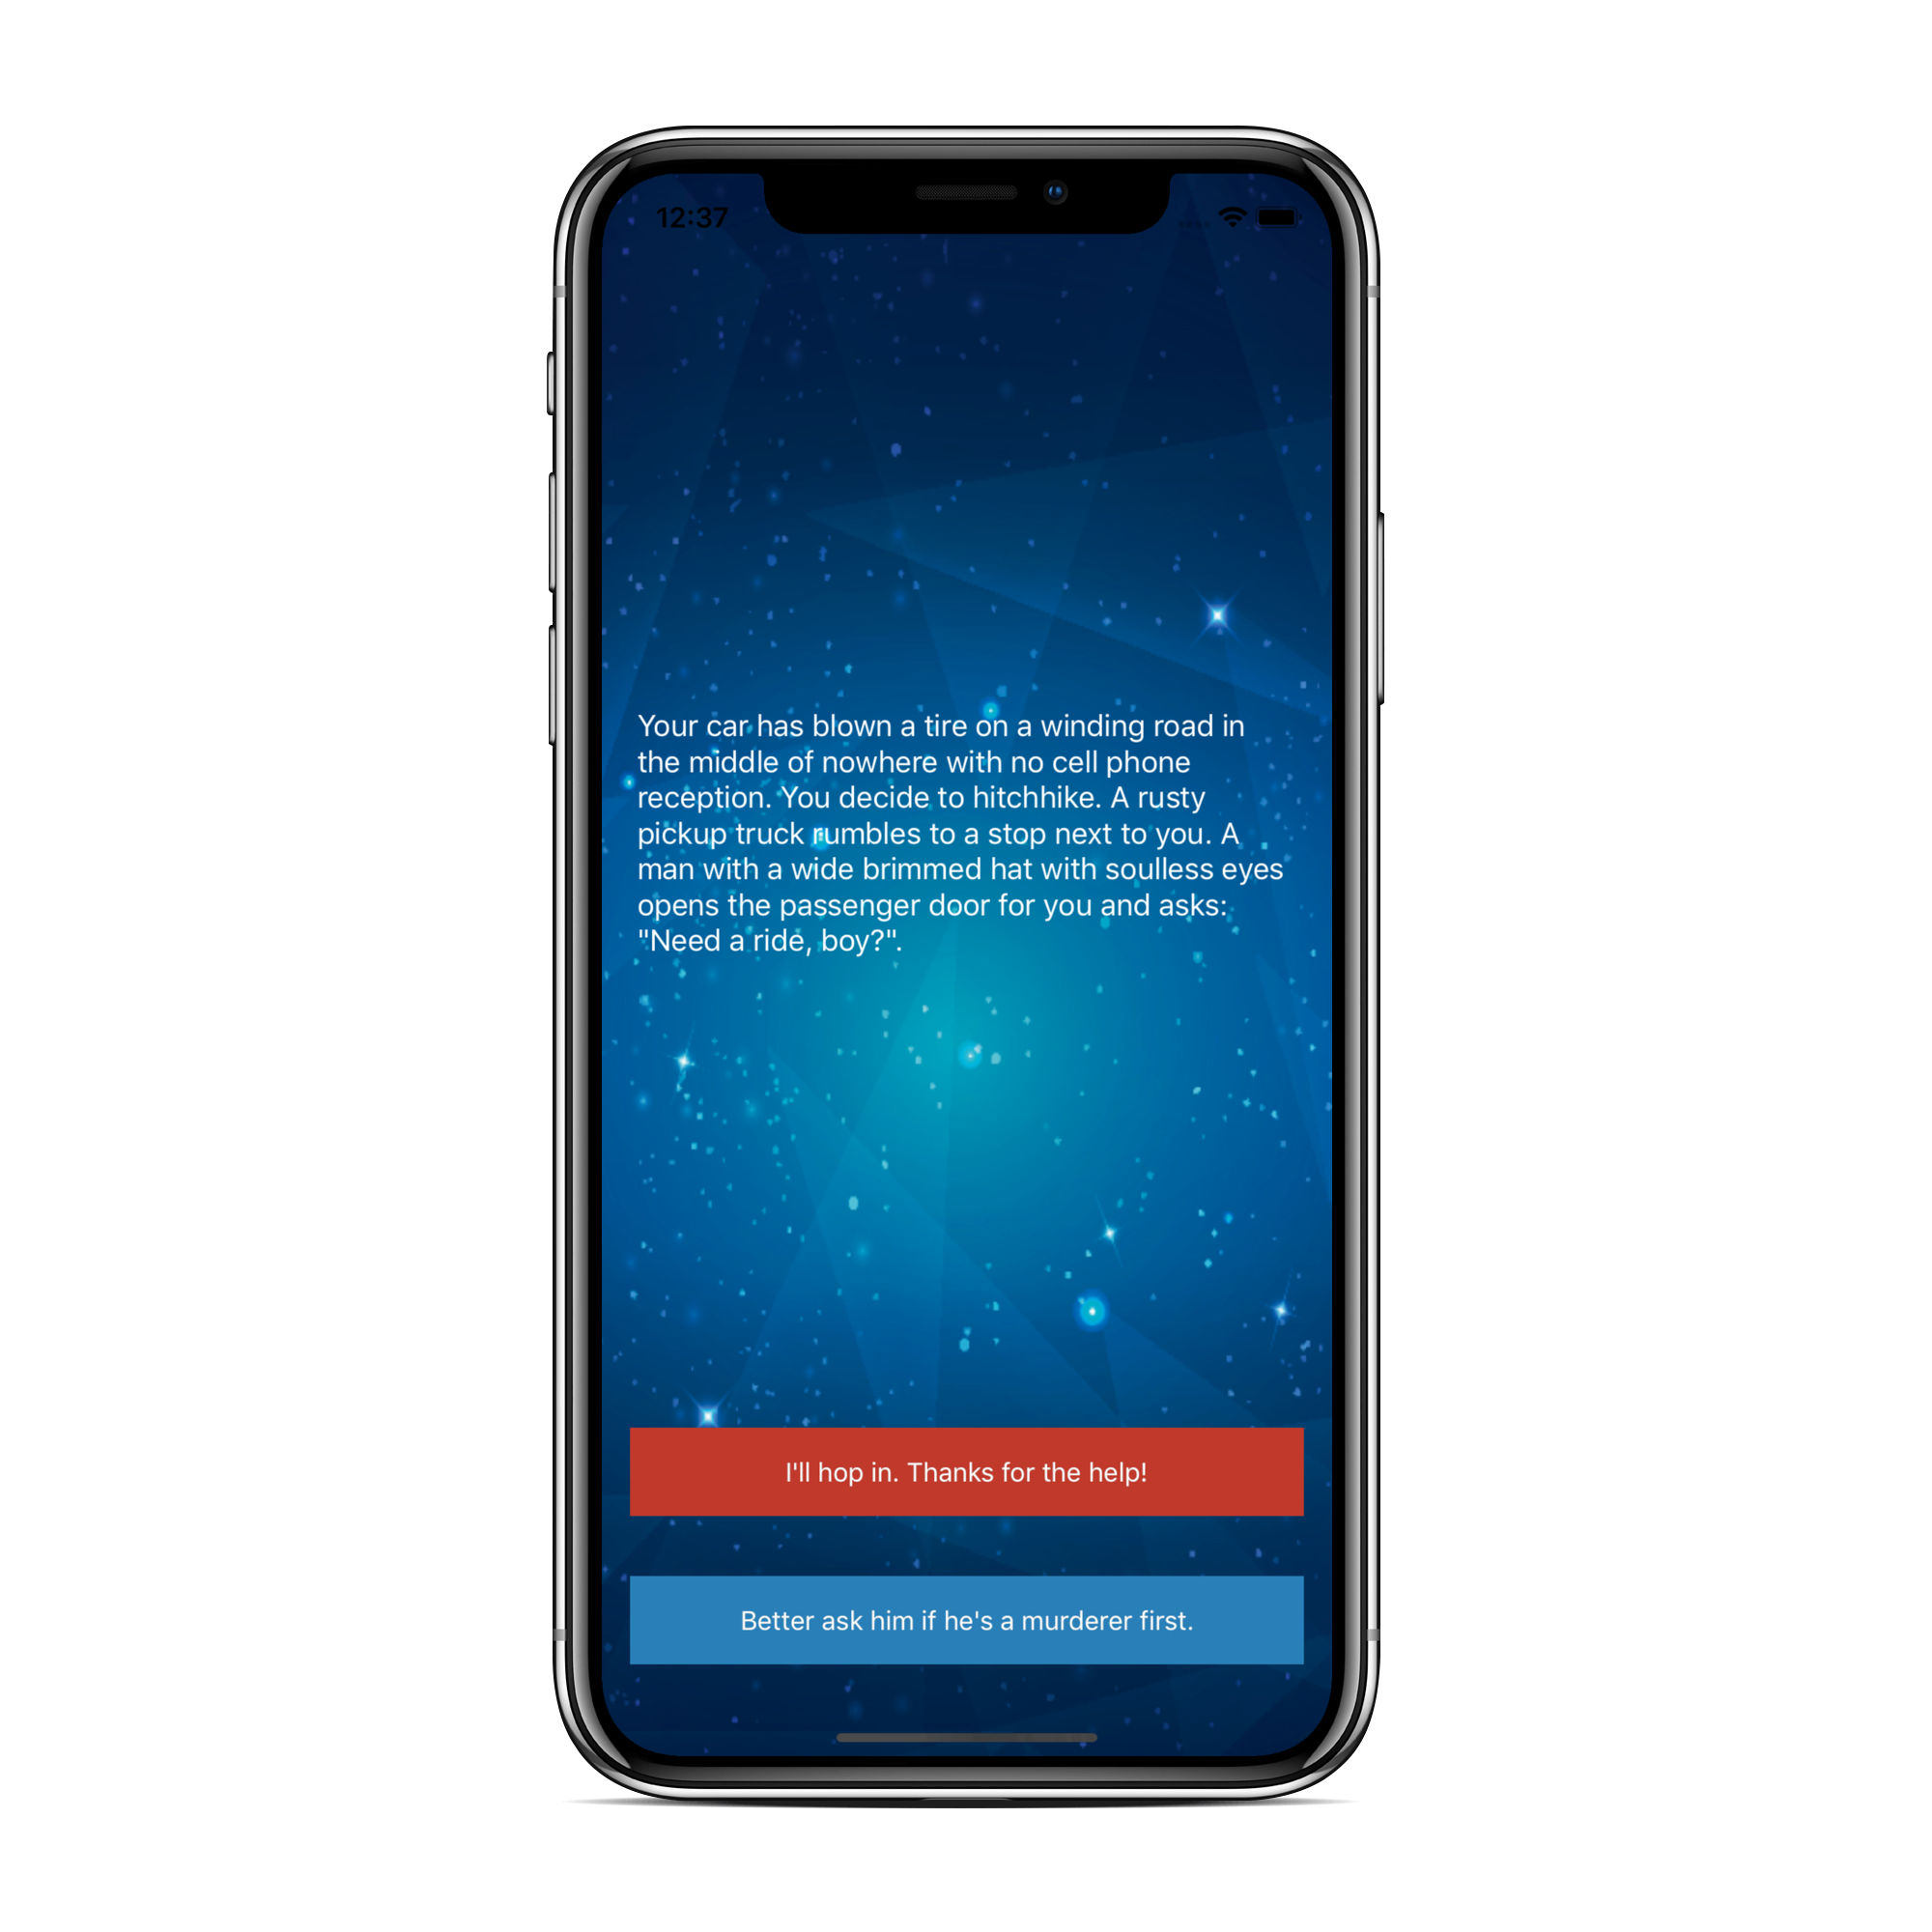 12:37
Your car has blown a tire on a winding road in
the middle of nowhere with no cell phone
reception. You decide to hitchhike. A rusty
pickup truck rumbles to a stop next to you. A
man with a wide brimmed hat with soulless eyes
opens the passenger door for you and asks:
"Need a ride, boy?".
I'll hop in. Thanks for the help!
Better ask him if he's a murderer first.